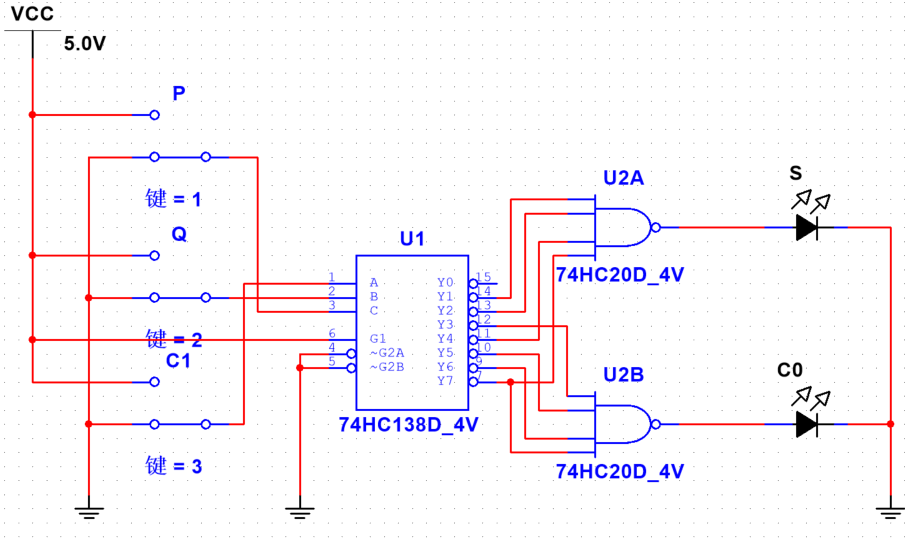 VCC
5.0V
P
键 = 1
Q
键 = 2
C1
键 = 3
U1
1 A
2 B
3 C
6 G1
4 ~G2A
5 ~G2B
Y0 15
Y1 14
Y2 13
Y3 12
Y4 11
Y5 10
Y6 9
Y7 7
74HC138D_4V
U2A
74HC20D_4V
S
U2B
74HC20D_4V
C0